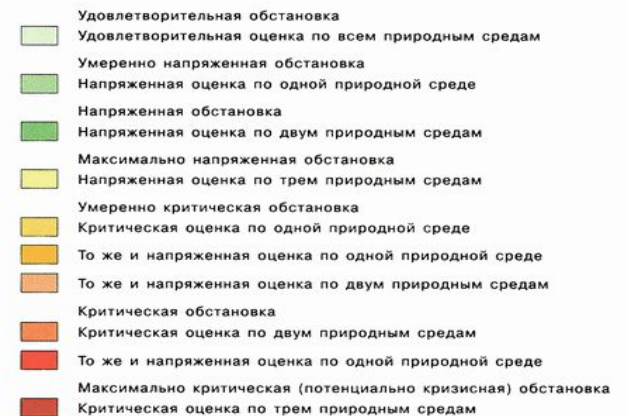 Удовлетворительная обстановка
Удовлетворительная оценка по всем природным средам
Умеренно напряженная обстановка
Напряженная оценка по одной природной среде
Напряженная обстановка
Напряженная оценка по двум природным средам
Максимально напряженная обстановка
Напряженная оценка по трем природным средам
Умеренно критическая обстановка
Критическая оценка по одной природной среде
То же и напряженная оценка по одной природной среде
То же и напряженная оценка по двум природным средам
Критическая обстановка
Критическая оценка по двум природным средам
То же и напряженная оценка по одной природной среде
Максимально критическая (потенциально кризисная) обстановка
Критическая оценка по трем природным средам